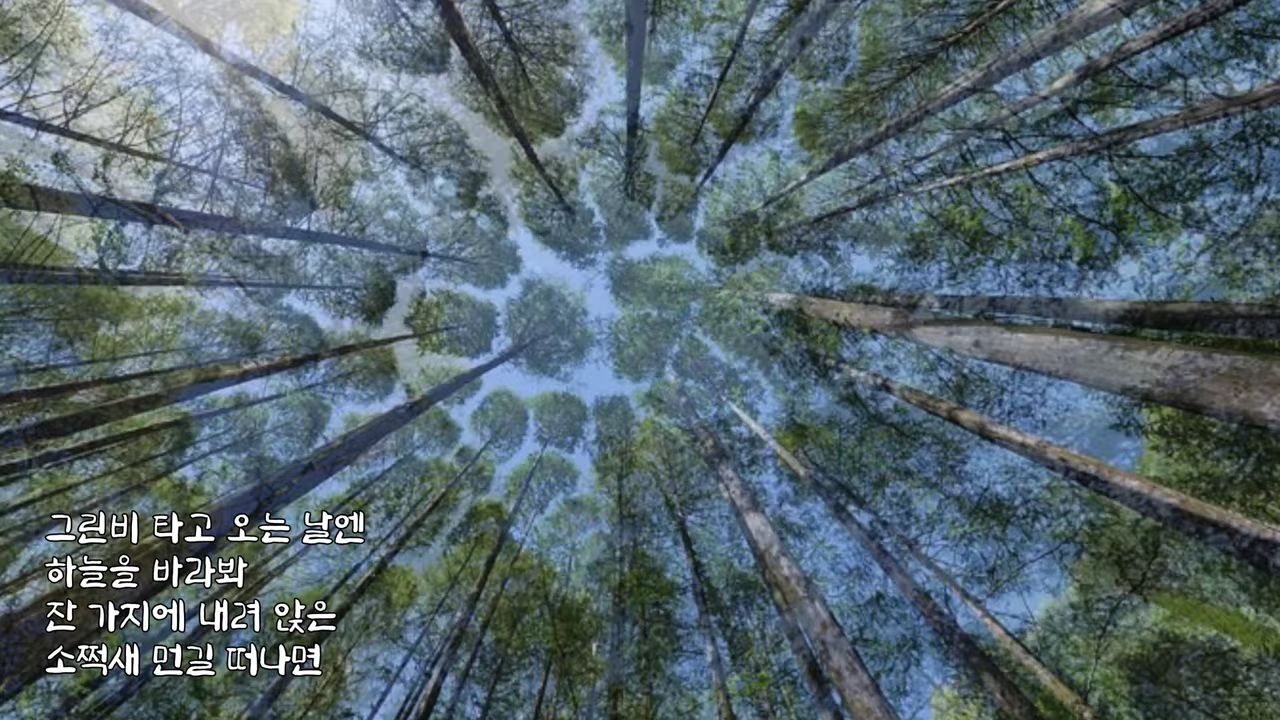 그린비 타고 오는 날엔
하늘을 바라봐
잔 가지에 내려 앉은
소쩍새 먼길 떠나면